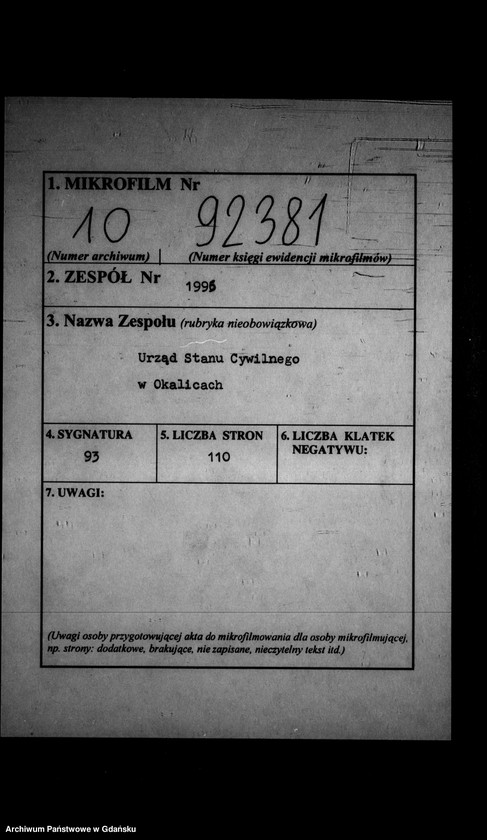 1. MIKROFILM Nr
10 92381
(Numer archiwum) (Numer księgi ewidencji mikrofilmów)
2. ZESPÓŁ Nr 1996
3. Nazwa Zespołu (rubryka nieobowiązkowa)
Urząd Stanu Cywilnego
w Okalicach
4. SYGNATURA 5. LICZBA STRON 6. LICZBA KLATEK
NEGATYWU:
93 110
7. UWAGI:
(Uwagi osoby przygotowującej akta do mikrofilmowania dla osoby mikrofilmującej,
np. strony: dodatkowe, brakujące, nie zapisane, nieczytelny tekst itd.)
Archiwum Państwowe w Gdańsku